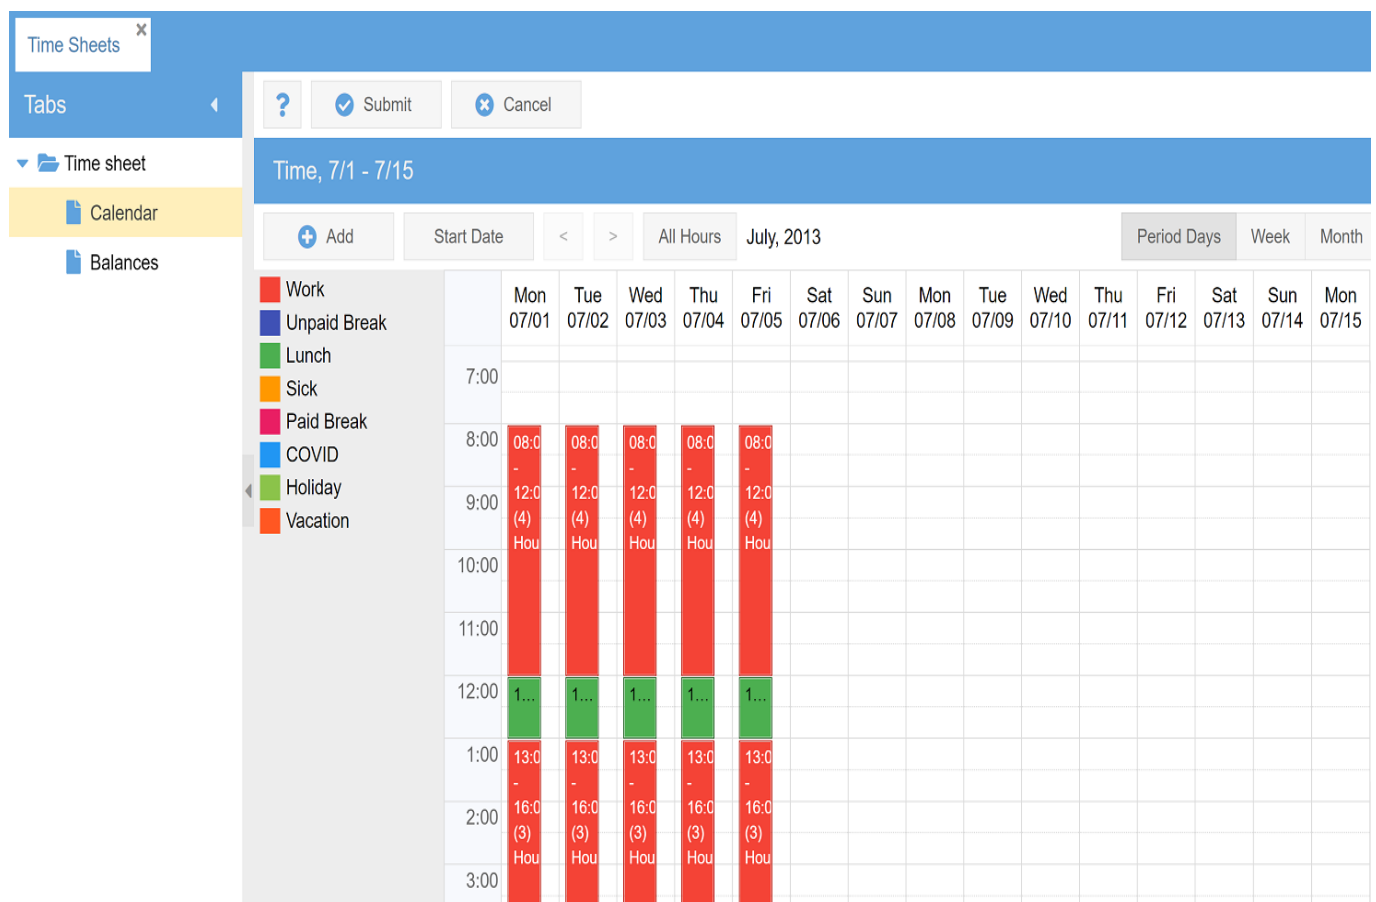 Time Sheets
Tabs
? Submit Cancel
Time sheet
Calendar
Balances
Time, 7/1 - 7/15
Add Start Date < > All Hours July, 2013 Period Days Week Month
Work
Unpaid Break
Lunch
Sick
Paid Break
COVID
Holiday
Vacation
Mon Tue Wed Thu Fri Sat Sun Mon Tue Wed Thu Fri Sat Sun Mon
07/01 07/02 07/03 07/04 07/05 07/06 07/07 07/08 07/09 07/10 07/11 07/12 07/13 07/14 07/15
7:00
8:00 08:0 08:0 08:0 08:0 08:0
- - - - -
9:00 12:0 12:0 12:0 12:0 12:0
(4) (4) (4) (4) (4)
Hou Hou Hou Hou Hou
10:00
11:00
12:00 1... 1... 1... 1... 1...
1:00 13:0 13:0 13:0 13:0 13:0
- - - - -
2:00 16:0 16:0 16:0 16:0 16:0
(3) (3) (3) (3) (3)
Hou Hou Hou Hou Hou
3:00